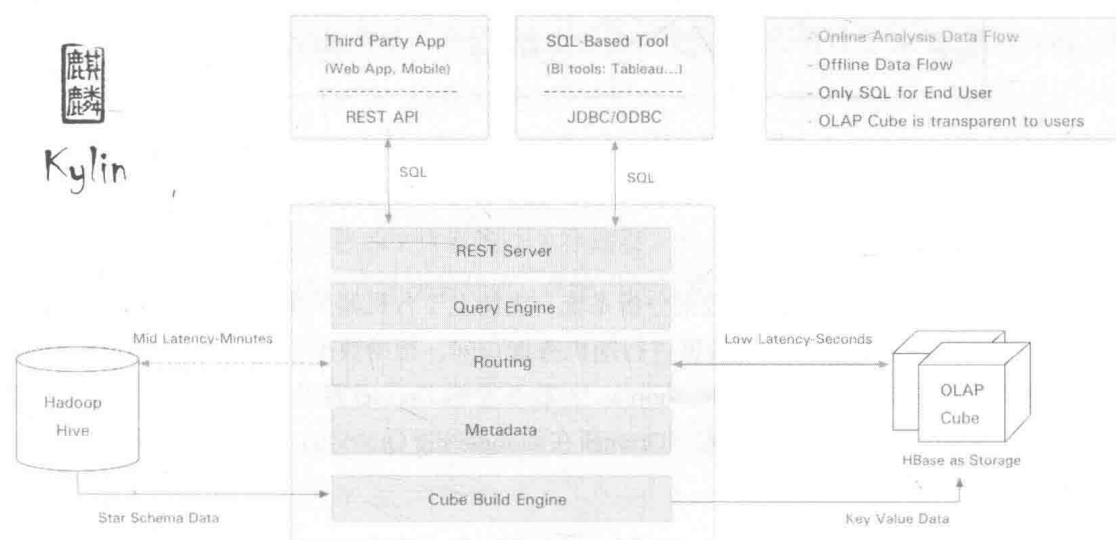 麒麟
Kylin
Third Party App
(Web App, Mobile)
REST API
SQL-Based Tool
(BI tools: Tableau...)
JDBC/ODBC
- Online Analysis Data Flow
- Offline Data Flow
- Only SQL for End User
- OLAP Cube is transparent to users
SQL
SQL
REST Server
Query Engine
Mid Latency-Minutes
Routing
Low Latency-Seconds
Hadoop
Hive
OLAP
Cube
Metadata
HBase as Storage
Cube Build Engine
Star Schema Data
Key Value Data